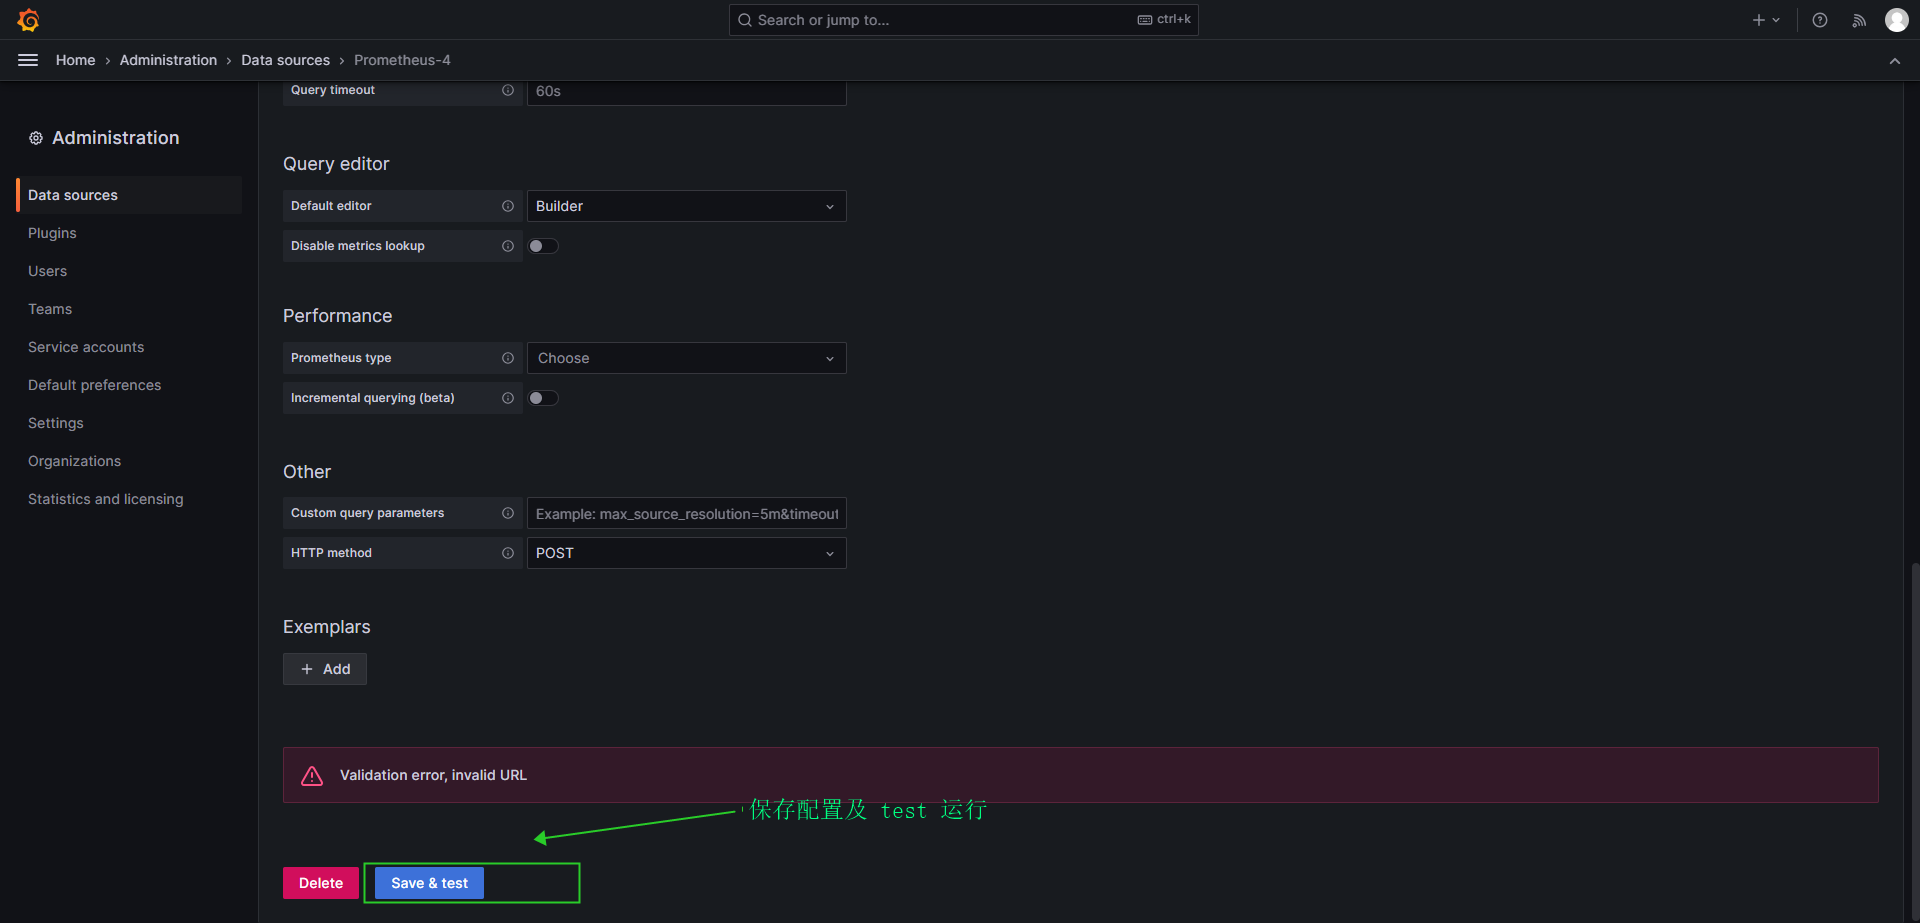 Search or jump to...
ctrl+k
Home › Administration › Data sources › Prometheus-4
Administration
Data sources
Plugins
Users
Teams
Service accounts
Default preferences
Settings
Organizations
Statistics and licensing
Query timeout
60s
Query editor
Default editor
Builder
Disable metrics lookup
Performance
Prometheus type
Choose
Incremental querying (beta)
Other
Custom query parameters
Example: max_source_resolution=5m&timeout
HTTP method
POST
Exemplars
+ Add
Validation error, invalid URL
保存配置及 test 运行
Delete
Save & test